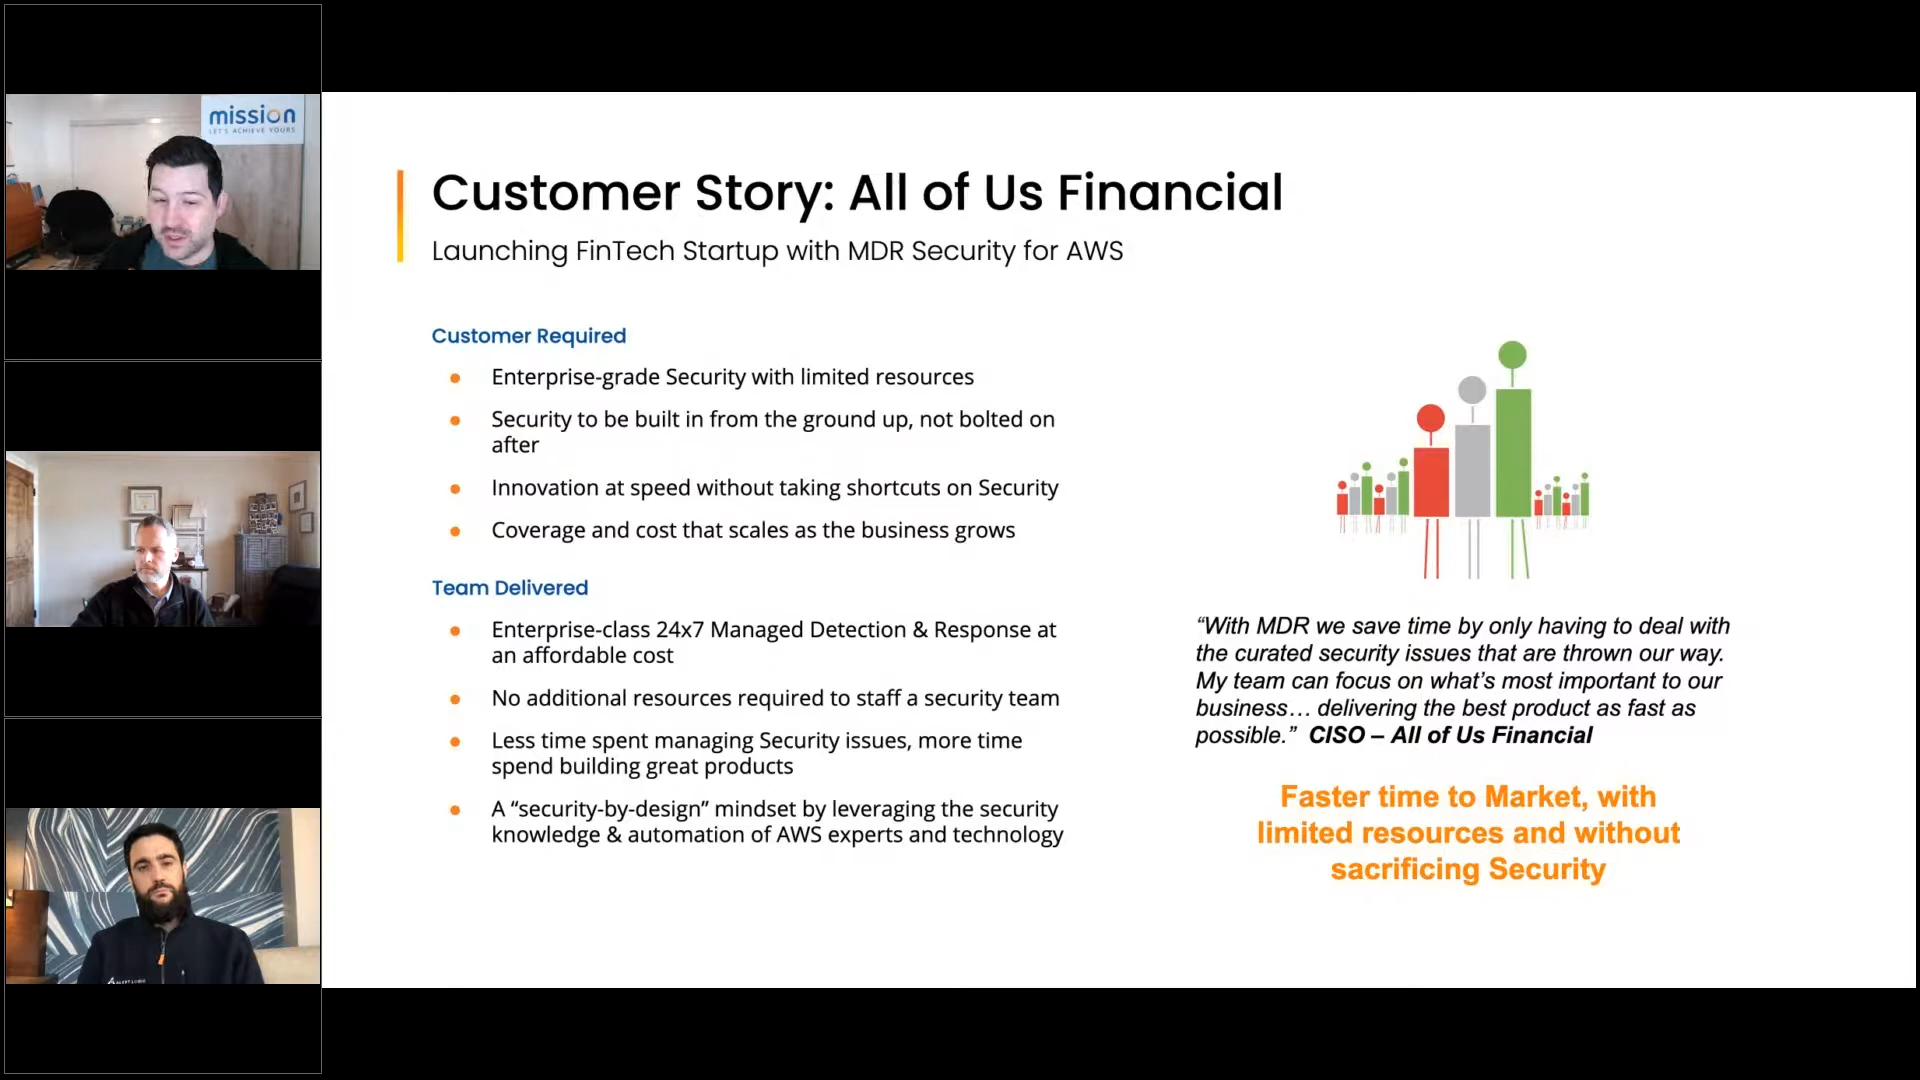 mission
LET'S ACHIEVE YOURS
Customer Story: All of Us Financial
Launching FinTech Startup with MDR Security for AWS
Customer Required
Enterprise-grade Security with limited resources
Security to be built in from the ground up, not bolted on
after
Innovation at speed without taking shortcuts on Security
Coverage and cost that scales as the business grows
Team Delivered
Enterprise-class 24x7 Managed Detection & Response at
an affordable cost
No additional resources required to staff a security team
Less time spent managing Security issues, more time
spend building great products
A “security-by-design” mindset by leveraging the security
knowledge & automation of AWS experts and technology
“With MDR we save time by only having to deal with
the curated security issues that are thrown our way.
My team can focus on what’s most important to our
business… delivering the best product as fast as
possible.” CISO – All of Us Financial
Faster time to Market, with
limited resources and without
sacrificing Security